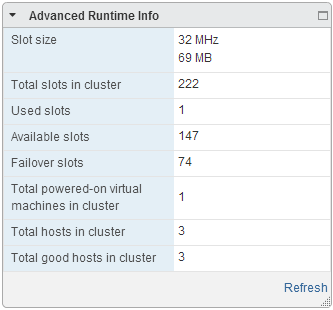 Advanced Runtime Info
Slot size 32 MHz
69 MB
Total slots in cluster 222
Used slots 1
Available slots 147
Failover slots 74
Total powered-on virtual
machines in cluster 1
Total hosts in cluster 3
Total good hosts in cluster 3
Refresh